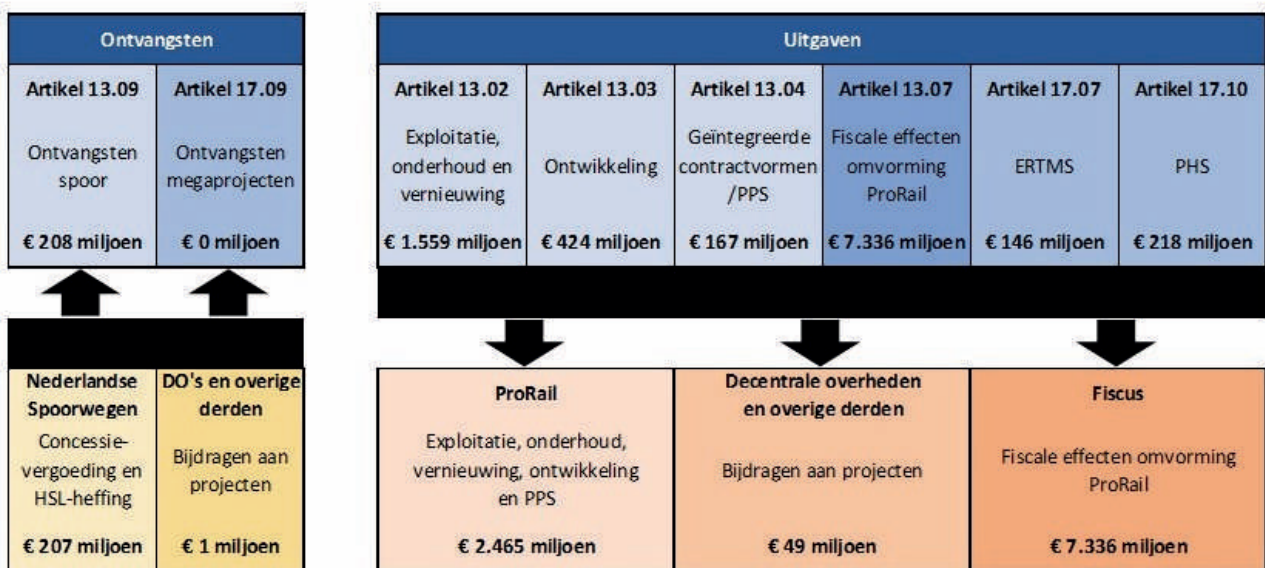 Ontvangsten
Artikel 13.09
Ontvangsten
spoor
€ 208 miljoen
Artikel 17.09
Ontvangsten
megaprojecten
€ 0 miljoen
Uitgaven
Artikel 13.02
Exploitatie,
onderhoud en
vernieuwing
€ 1.559 miljoen
Artikel 13.03
Ontwikkeling
€ 424 miljoen
Artikel 13.04
Geïntegreerde
contractvormen
/PPS
€ 167 miljoen
Artikel 13.07
Fiscale effecten
omvorming
ProRail
€ 7.336 miljoen
Artikel 17.07
ERTMS
€ 146 miljoen
Artikel 17.10
PHS
€ 218 miljoen
Nederlandse
Spoorwegen
Concessie-
vergoeding en
HSL-heffing
€ 207 miljoen
DO's en overige
derden
Bijdragen aan
projecten
€ 1 miljoen
ProRail
Exploitatie, onderhoud,
vernieuwing, ontwikkeling
en PPS
€ 2.465 miljoen
Decentrale overheden
en overige derden
Bijdragen aan projecten
€ 49 miljoen
Fiscus
Fiscale effecten omvorming
ProRail
€ 7.336 miljoen